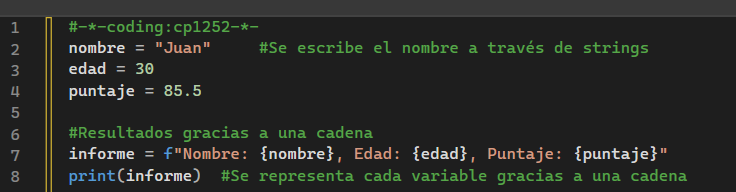 1 #-*-coding:cp1252-*-
2 nombre = "Juan"     #Se escribe el nombre a través de strings
3 edad = 30
4 puntaje = 85.5
5
6 #Resultados gracias a una cadena
7 informe = f"Nombre: {nombre}, Edad: {edad}, Puntaje: {puntaje}"
8 print(informe)  #Se representa cada variable gracias a una cadena